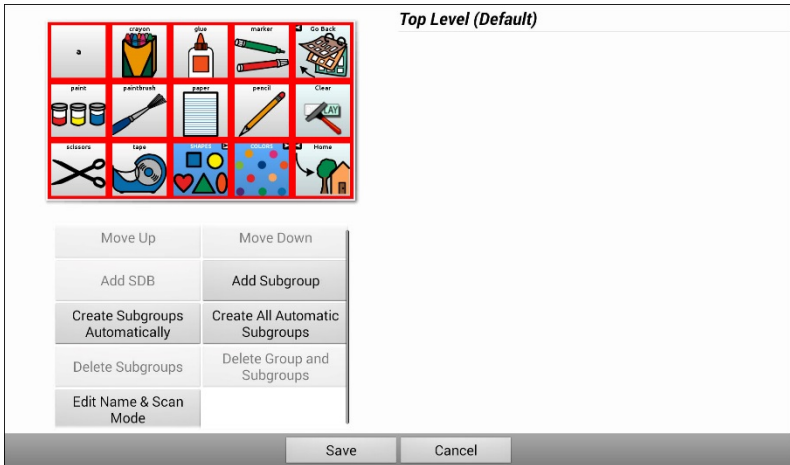 Top Level (Default)
a
crayon
glue
marker
Go Back
paint
paintbrush
paper
pencil
Clear
LAY
scissors
tape
SHAPES
COLORS
Home
Move Up
Move Down
Add SDB
Add Subgroup
Create Subgroups
Automatically
Create All Automatic
Subgroups
Delete Subgroups
Delete Group and
Subgroups
Edit Name & Scan
Mode
Save
Cancel